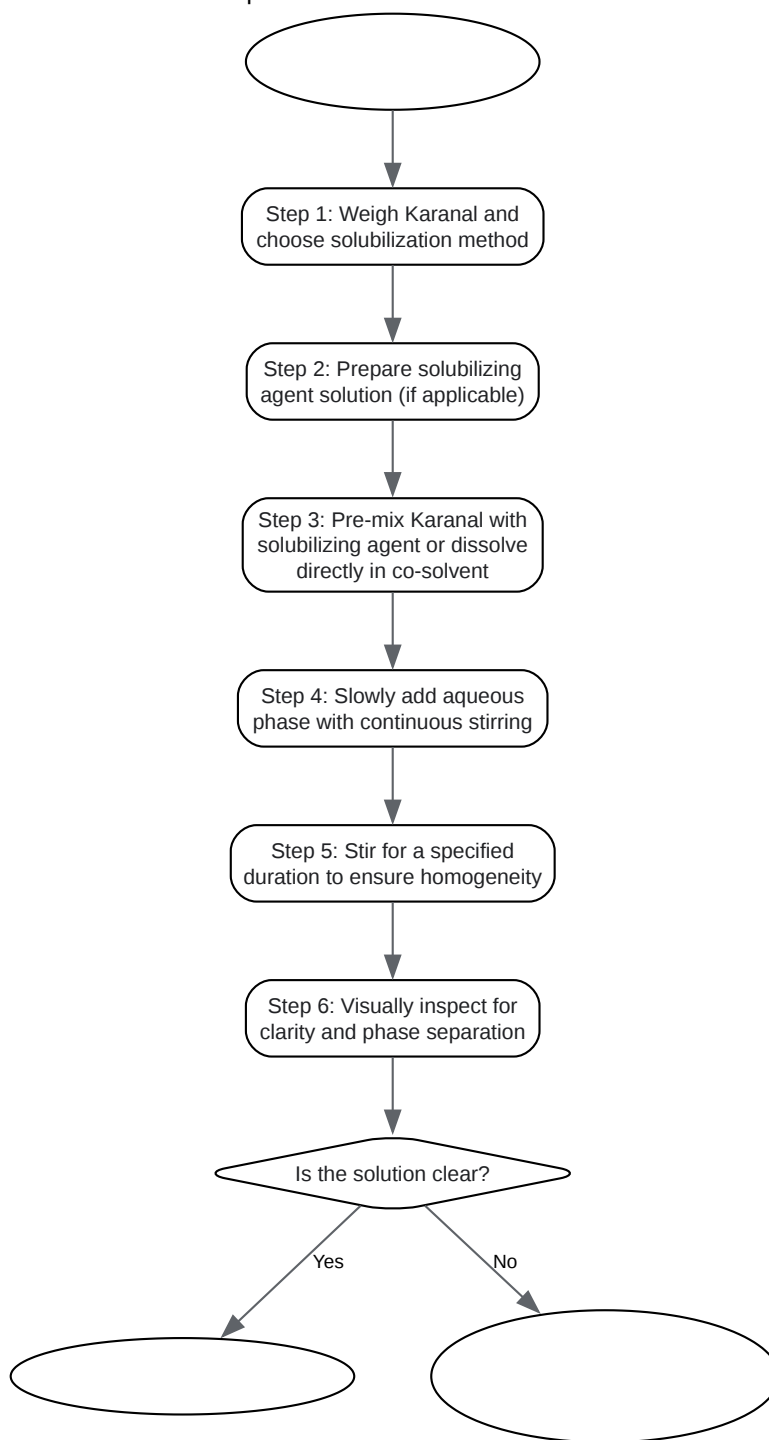 Step 1: Weigh Karanal and
choose solubilization method
Step 2: Prepare solubilizing
agent solution (if applicable)
Step 3: Pre-mix Karanal with
solubilizing agent or dissolve
directly in co-solvent
Step 4: Slowly add aqueous
phase with continuous stirring
Step 5: Stir for a specified
duration to ensure homogeneity
Step 6: Visually inspect for
clarity and phase separation
Is the solution clear?
Yes
No